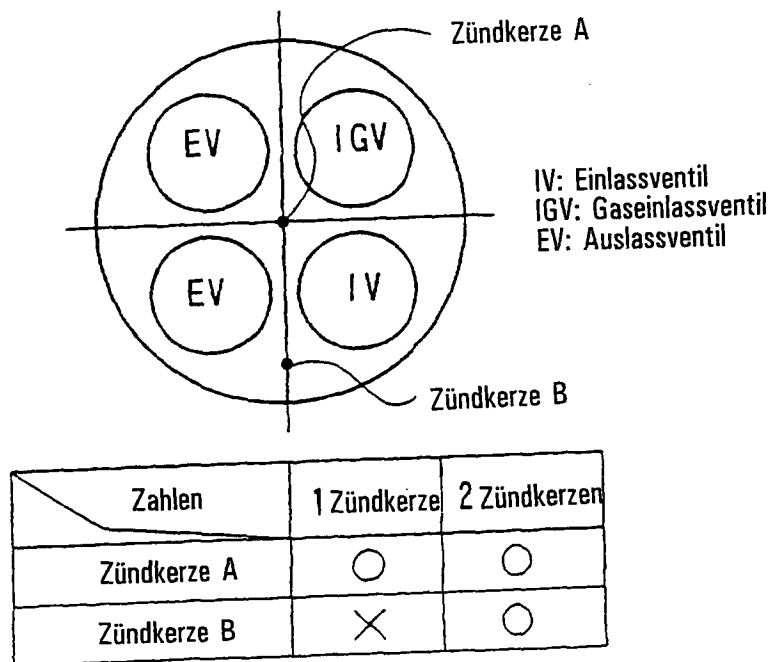 Zündkerze A
EV IGV
IV: Einlassventil
IGV: Gaseinlassventil
EV: Auslassventil
EV IV
Zündkerze B
Zahlen 1 Zündkerze 2 Zündkerzen
Zündkerze A ○ ○
Zündkerze B × ○